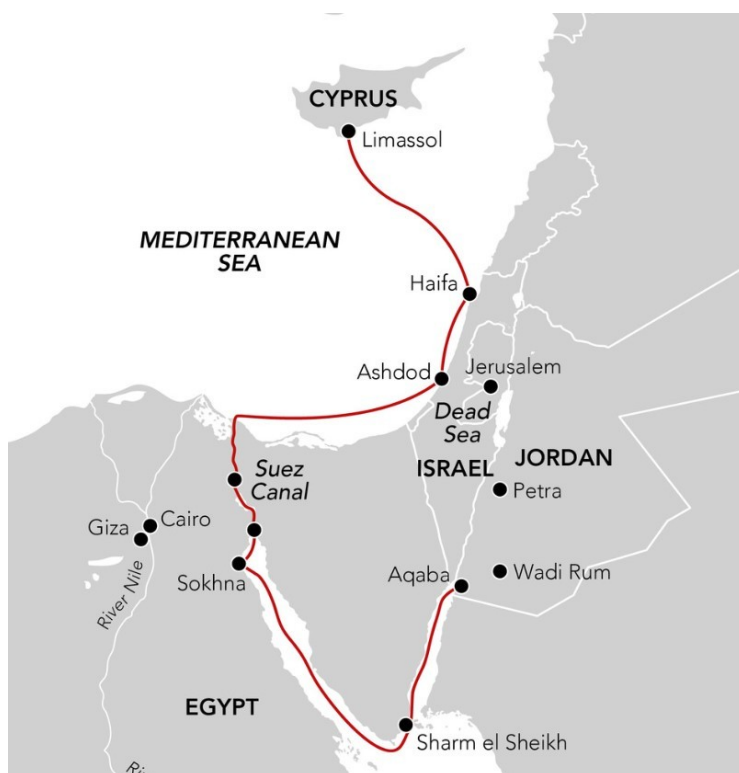 CYPRUS
Limassol
MEDITERRANEAN
SEA
Haifa
Ashdod
Jerusalem
Dead
Sea
Suez
Canal
ISRAEL
JORDAN
Petra
Giza
Cairo
Sokhna
Aqaba
Wadi Rum
River Nile
EGYPT
Sharm el Sheikh